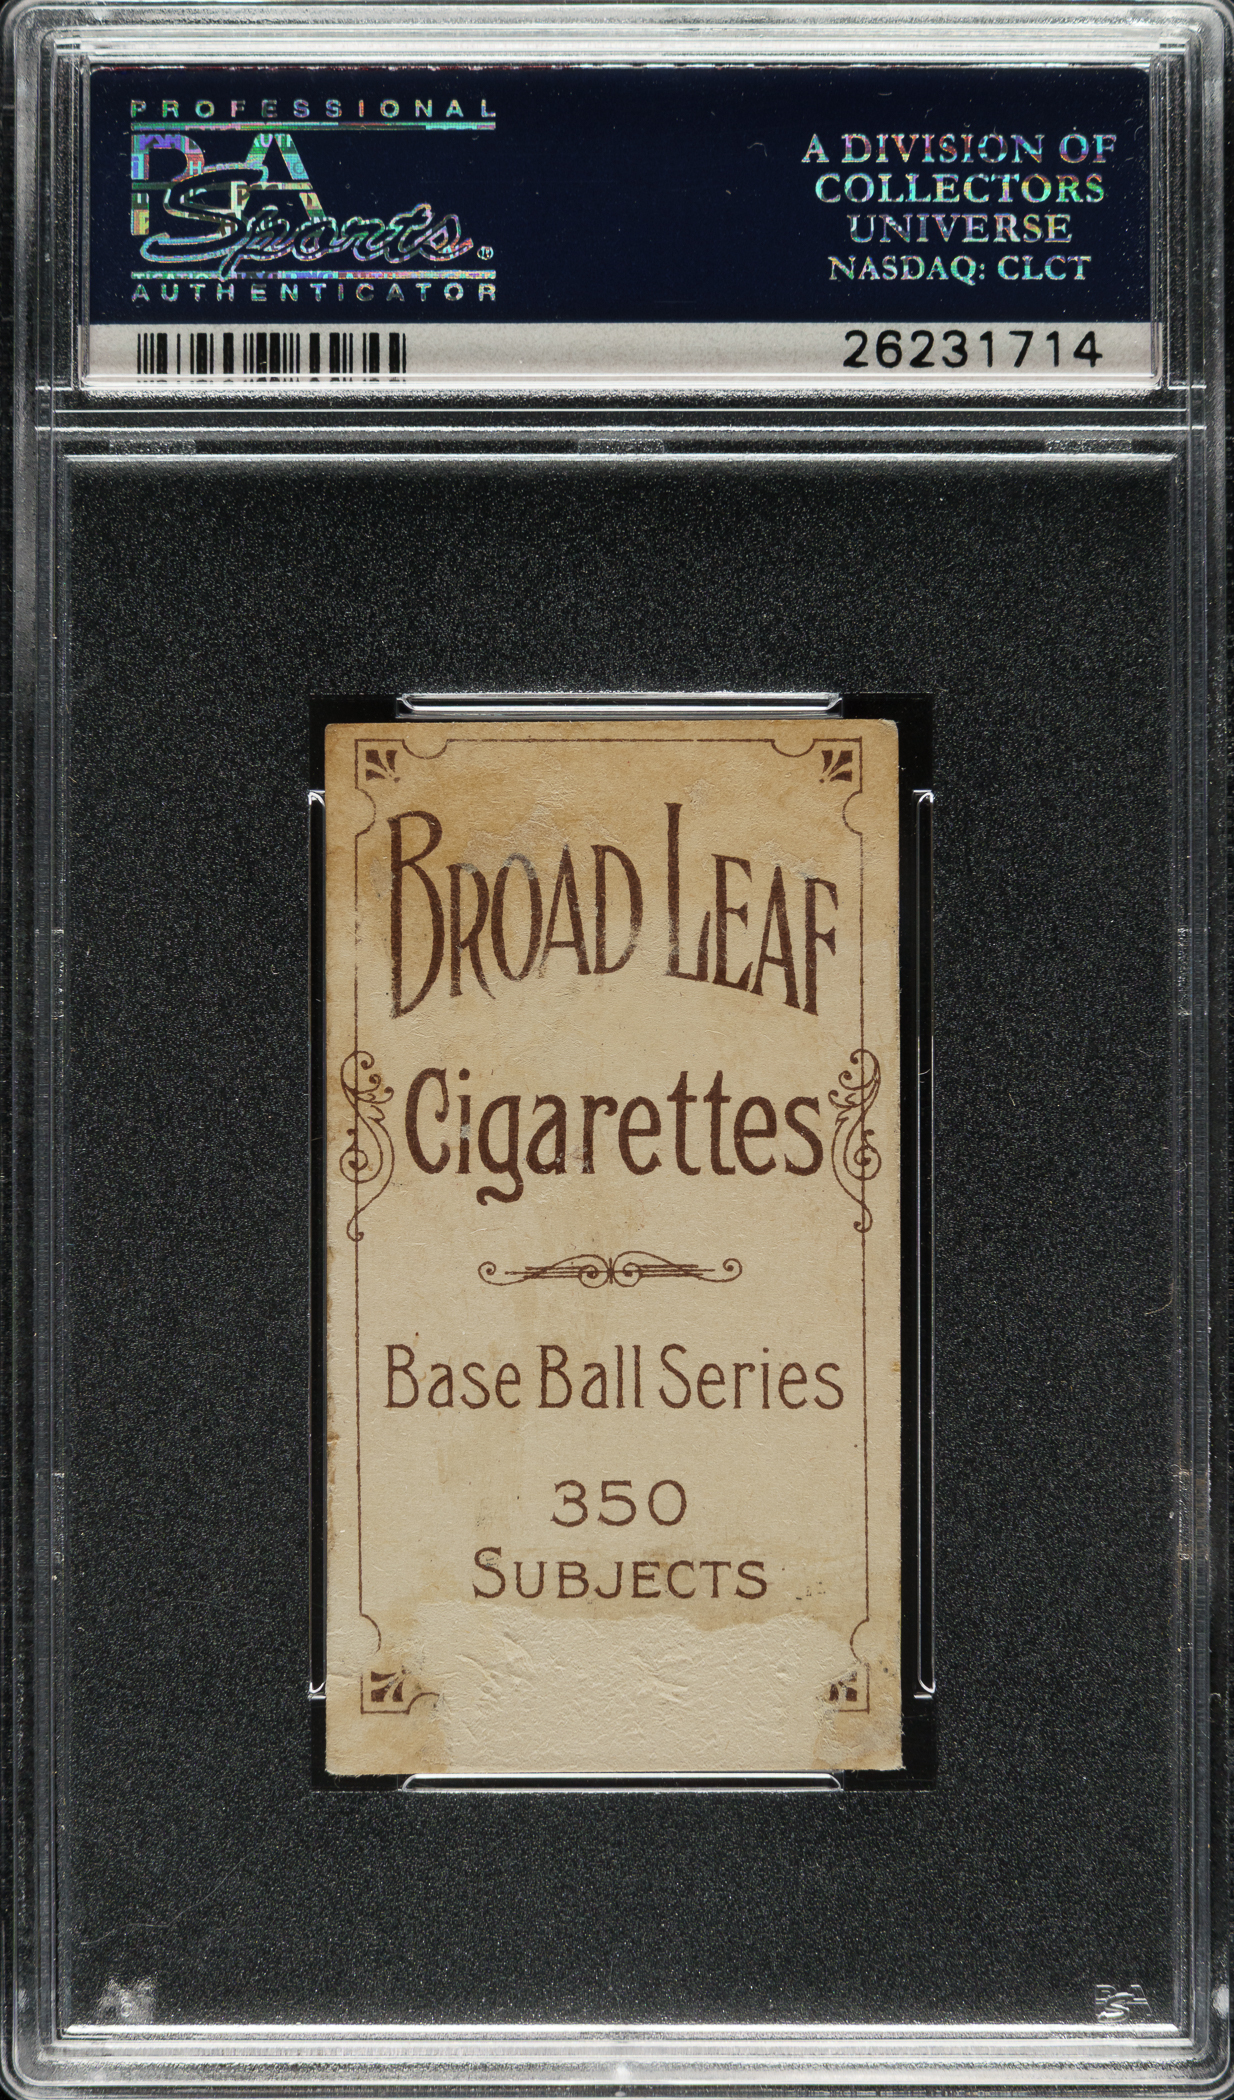 PROFESSIONAL
PSA
Sports®
AUTHENTICATOR
A DIVISION OF
COLLECTORS
UNIVERSE
NASDAQ: CLCT
26231714
BROAD LEAF
Cigarettes
Base Ball Series
350
SUBJECTS
PSA